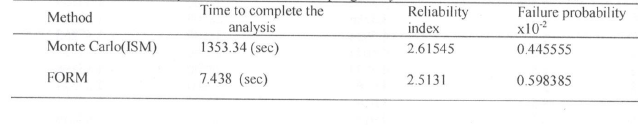 Method Time to complete the analysis Reliability index Failure probability x10⁻²
Monte Carlo(ISM) 1353.34 (sec) 2.61545 0.445555
FORM 7.438 (sec) 2.5131 0.598385